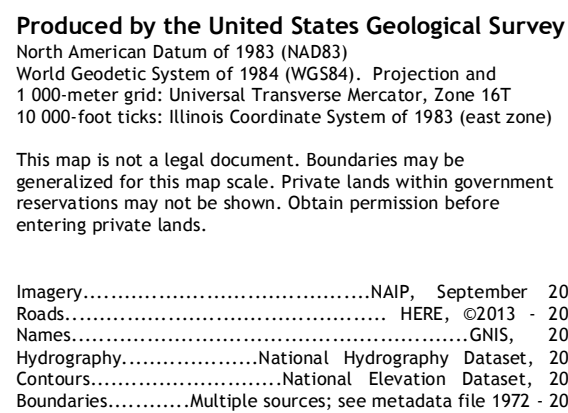 Produced by the United States Geological Survey
North American Datum of 1983 (NAD83)
World Geodetic System of 1984 (WGS84). Projection and
1 000-meter grid: Universal Transverse Mercator, Zone 16T
10 000-foot ticks: Illinois Coordinate System of 1983 (east zone)
This map is not a legal document. Boundaries may be
generalized for this map scale. Private lands within government
reservations may not be shown. Obtain permission before
entering private lands.
Imagery.........................................NAIP, September 20
Roads.............................................. HERE, ©2013 - 20
Names.........................................................GNIS, 20
Hydrography....................National Hydrography Dataset, 20
Contours............................National Elevation Dataset, 20
Boundaries............Multiple sources; see metadata file 1972 - 20